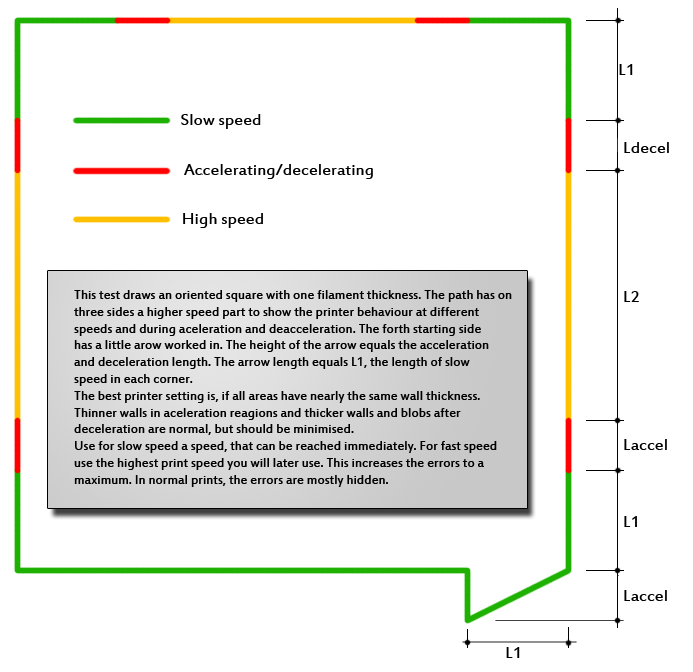 L1
Slow speed
Ldecel
Accelerating/decelerating
High speed
This test draws an oriented square with one filament thickness. The path has on
three sides a higher speed part to show the printer behaviour at different
speeds and during aceleration and deacceleration. The forth starting side
has a little arow worked in. The height of the arrow equals the acceleration
and deceleration length. The arrow length equals L1, the length of slow
speed in each corner.
The best printer setting is, if all areas have nearly the same wall thickness.
Thinner walls in aceleration reagions and thicker walls and blobs after
deceleration are normal, but should be minimised.
Use for slow speed a speed, that can be reached immediately. For fast speed
use the highest print speed you will later use. This increases the errors to a
maximum. In normal prints, the errors are mostly hidden.
L2
Laccel
L1
Laccel
L1